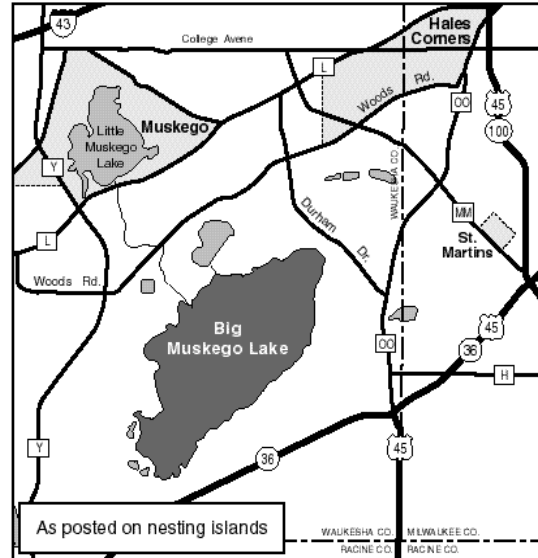 43
College Avene
Hales
Corners
L
Woods Rd.
OO
45
100
Little
Muskego
Lake
Muskego
Y
WAUKESHA CO.
MM
St.
Martins
Durham
Dr.
L
Woods Rd.
Big
Muskego Lake
45
36
OO
H
Y
36
45
As posted on nesting islands
WAUKESHA CO. MILWAUKEE CO.
RACINE CO. RACINE CO.